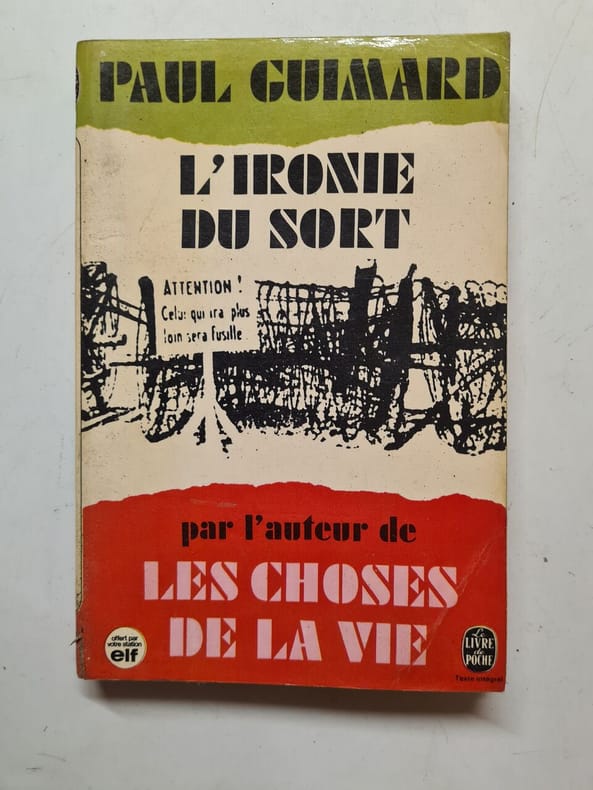 PAUL GUIMARD
L'IRONIE
DU SORT
ATTENTION !
Celui qui ira plus
loin sera fusillé
par l'auteur de
LES CHOSES
DE LA VIE
offert par
votre station
elf
Le
LIVRE
de
POCHE
Texte intégral